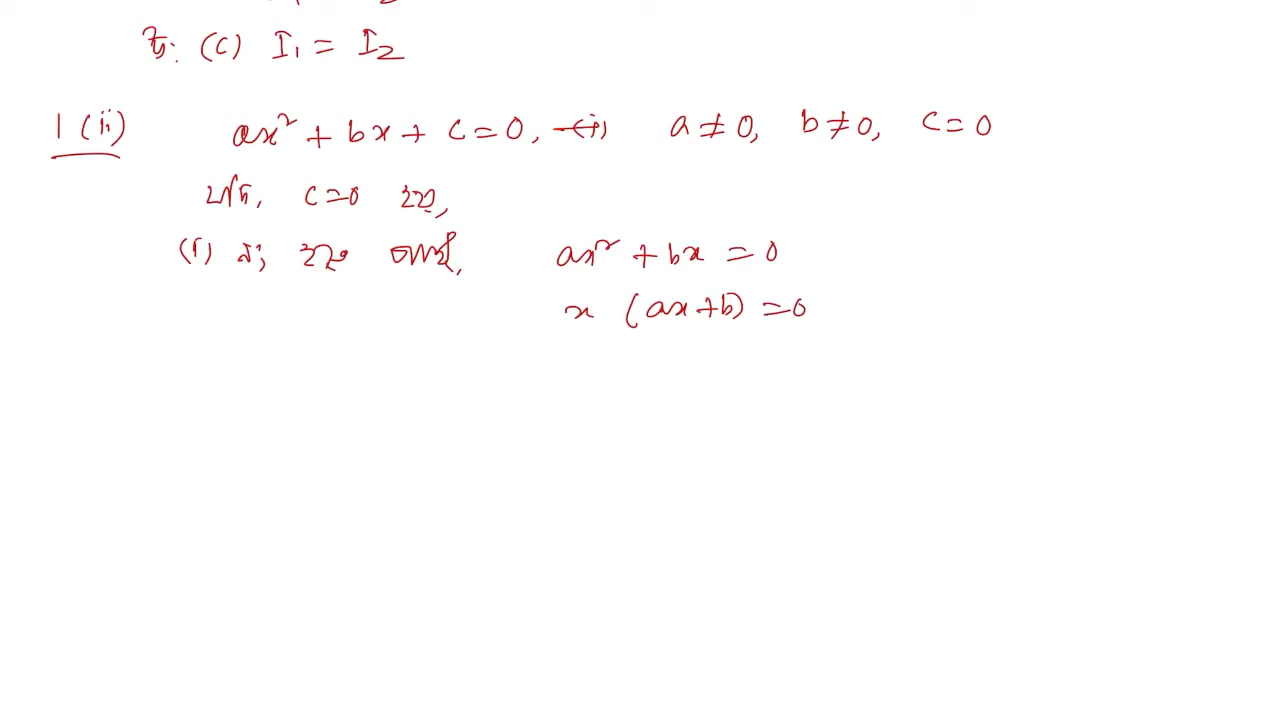 উ: (c) I₁ = I₂
1 (ii) ax² + bx + c = 0, —(i) a ≠ 0, b ≠ 0, c = 0
যদি, c = 0 হয়,
(i) নং হতে পাই, ax² + bx = 0
x (ax + b) = 0